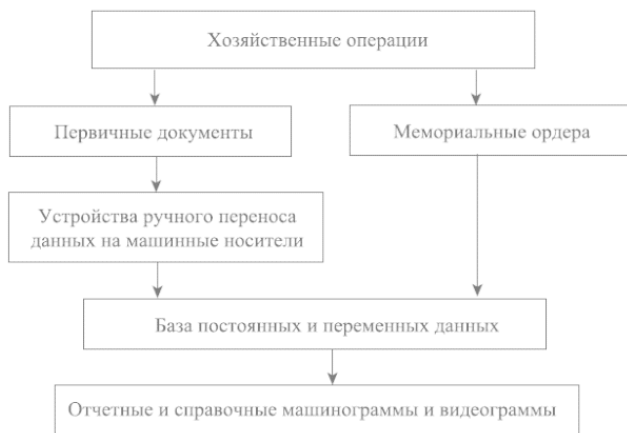 Хозяйственные операции
Первичные документы
Мемориальные ордера
Устройства ручного переноса
данных на машинные носители
База постоянных и переменных данных
Отчетные и справочные машинограммы и видеограммы